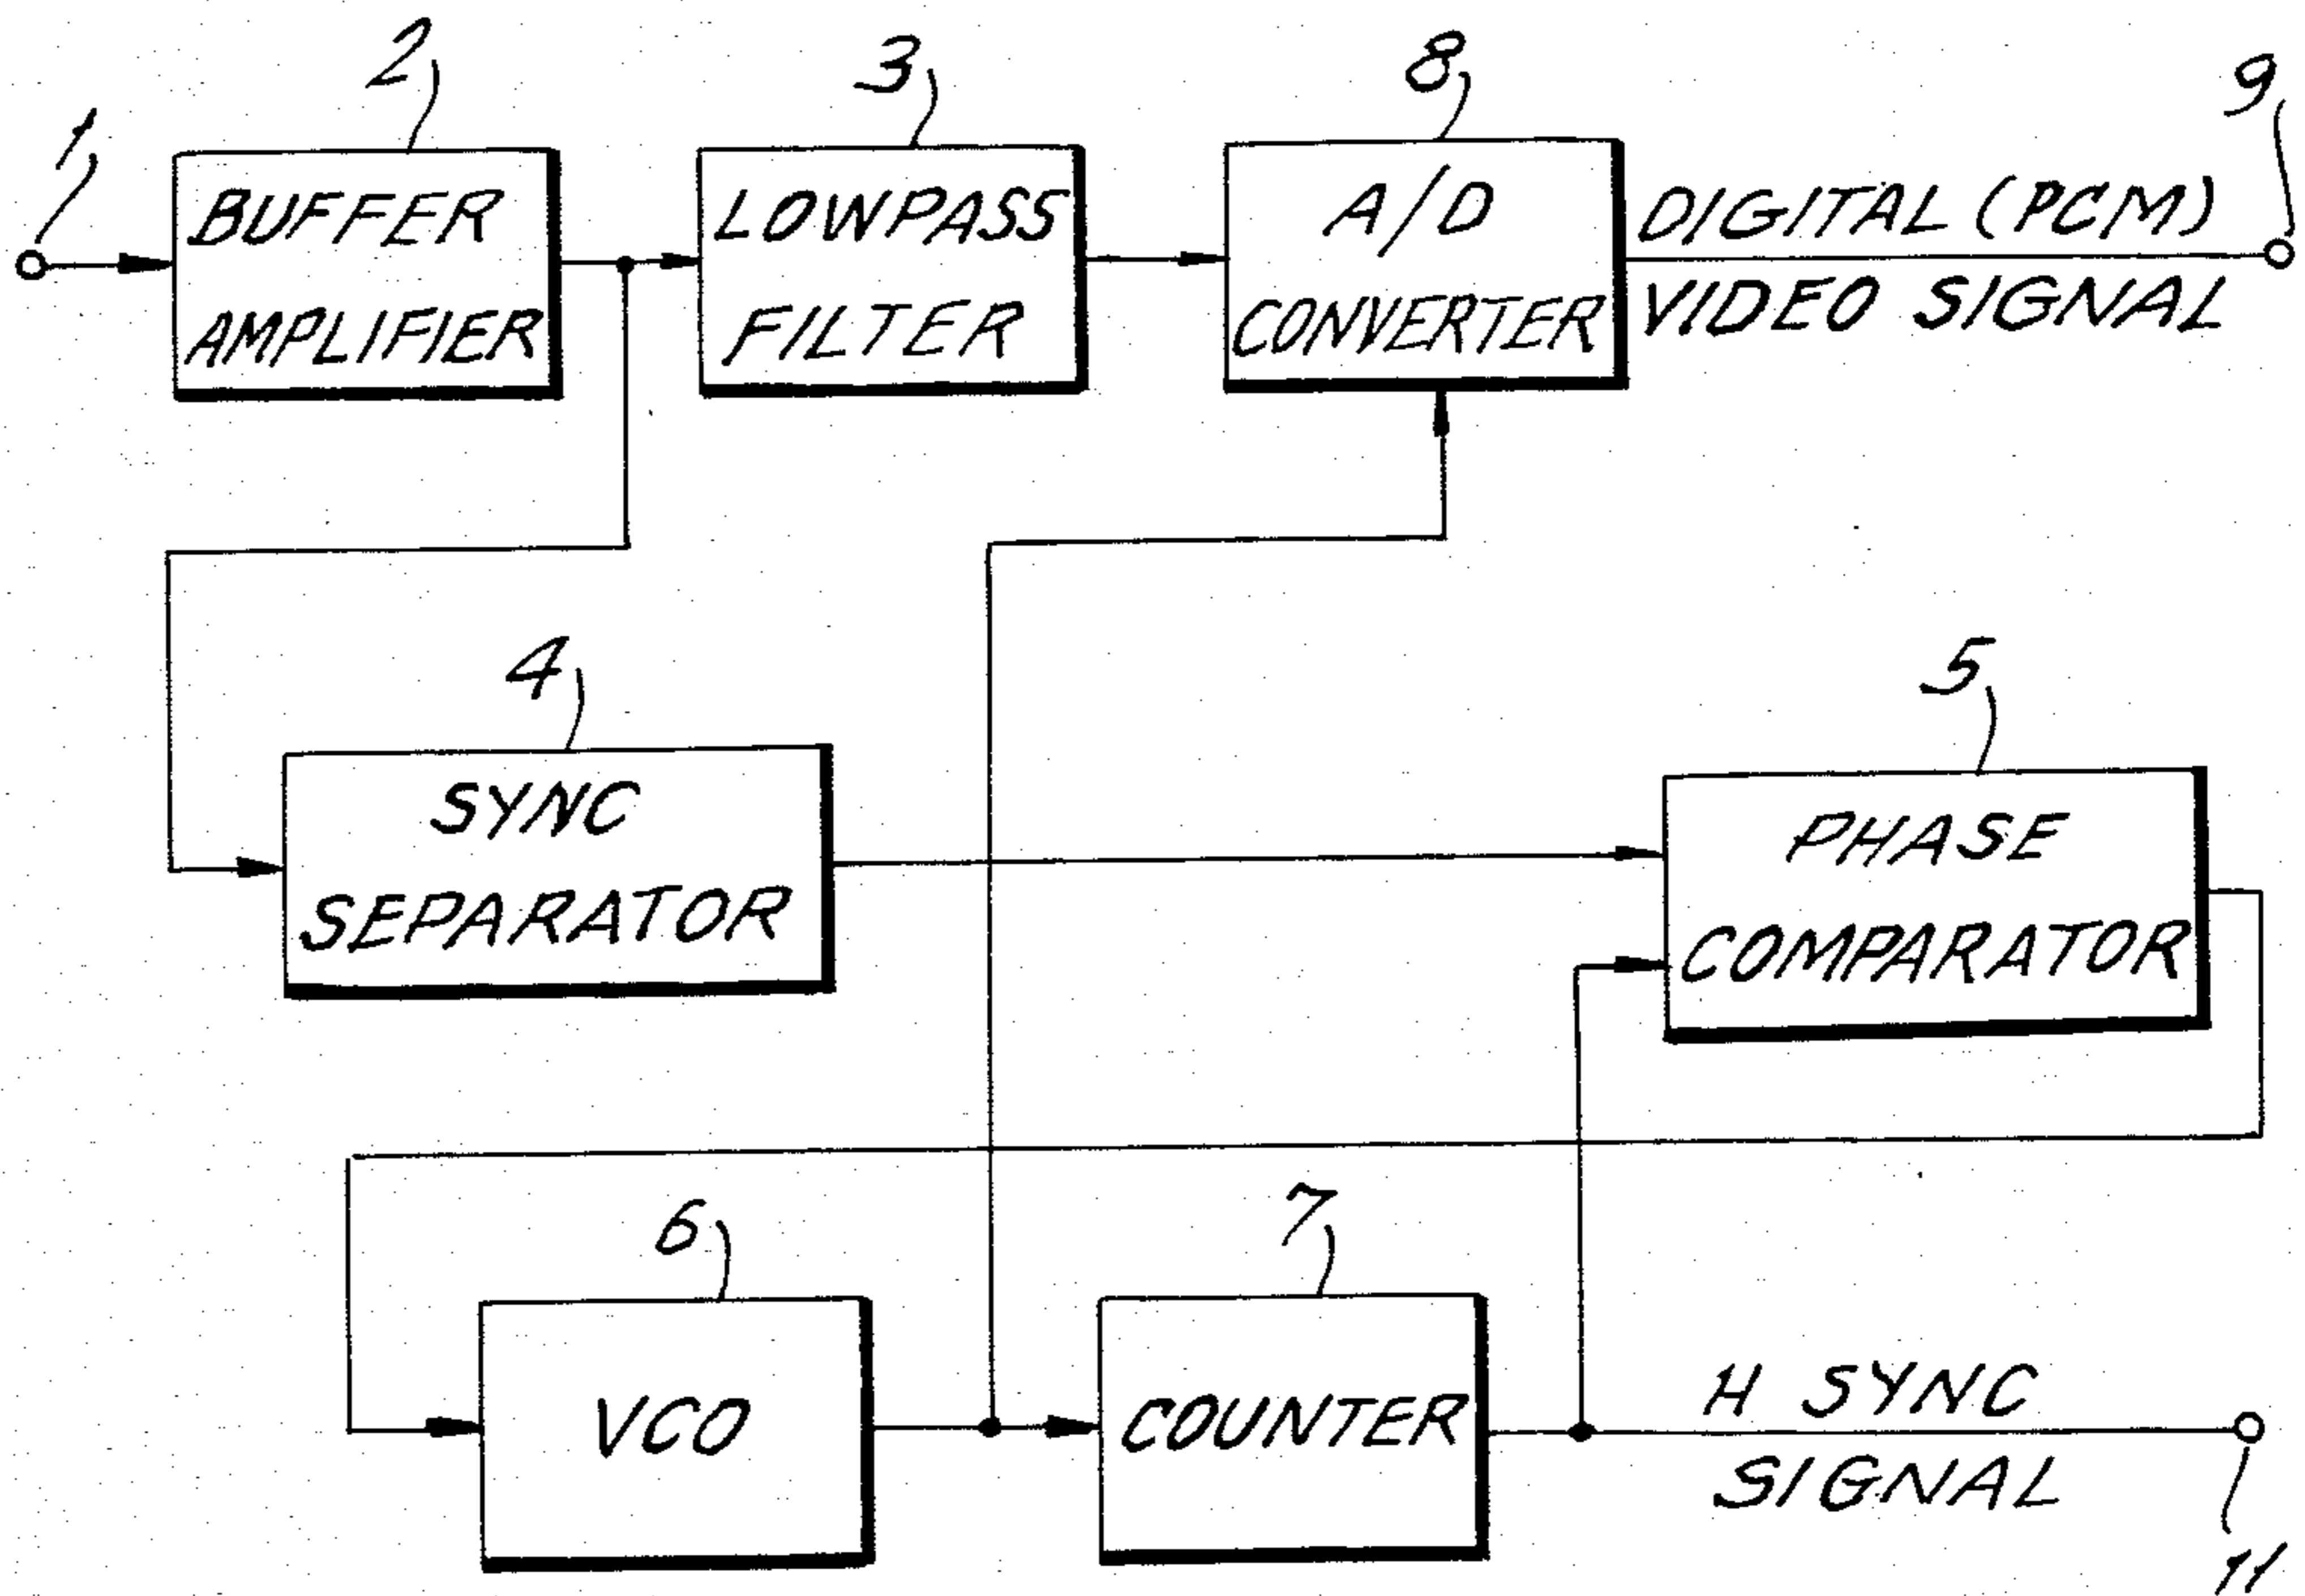 1
2
3
8
9
BUFFER
AMPLIFIER
LOWPASS
FILTER
A/D
CONVERTER
DIGITAL (PCM)
VIDEO SIGNAL
4
5
SYNC
SEPARATOR
PHASE
COMPARATOR
6
7
VCO
COUNTER
H SYNC
SIGNAL
11